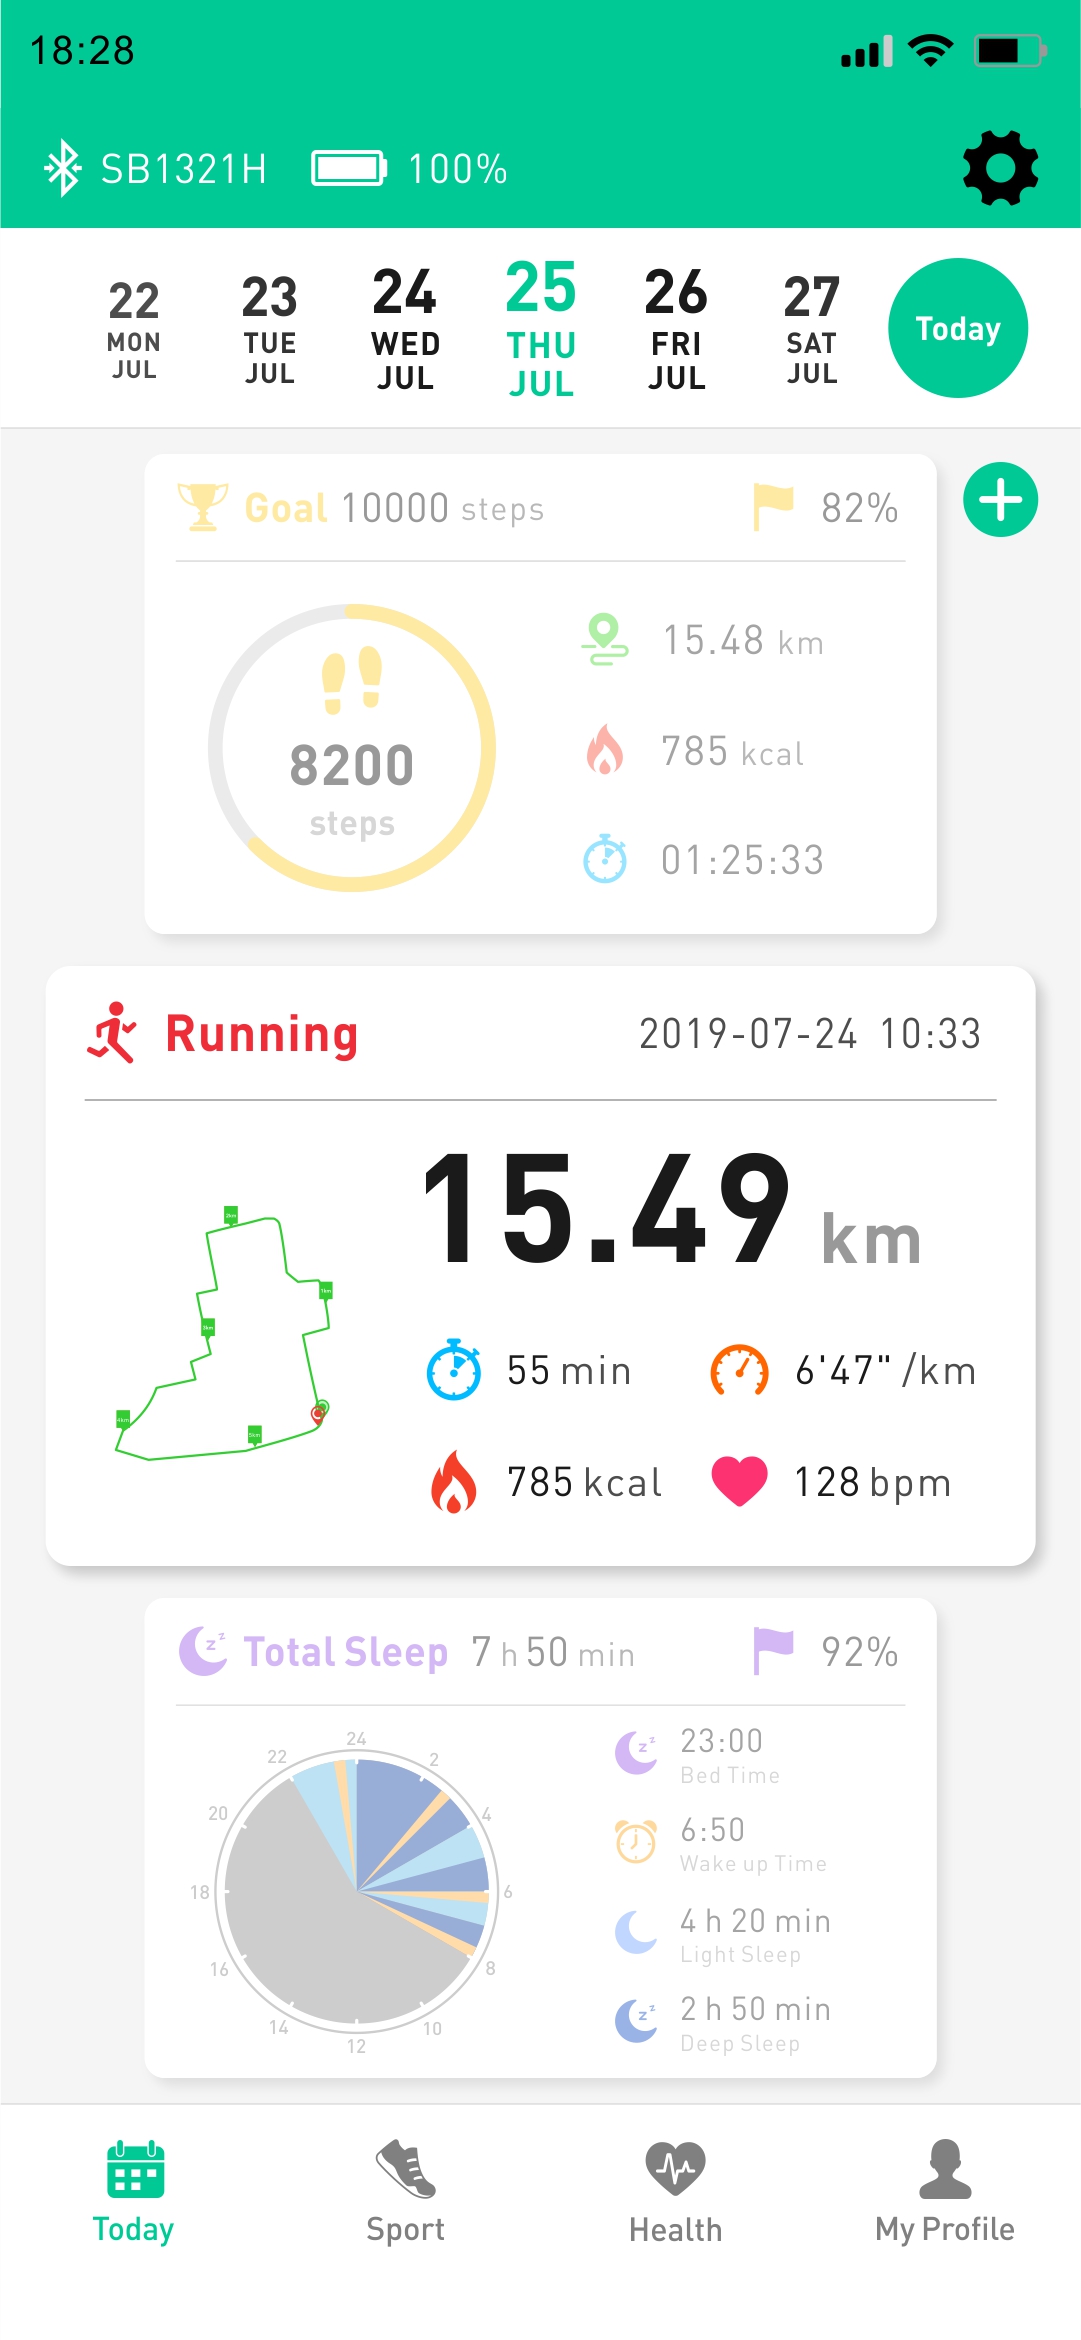 18:28
SB1321H 100%
22 23 24 25 26 27
MON TUE WED THU FRI SAT
JUL JUL JUL JUL JUL JUL
Today
Goal 10000 steps 82%
8200
steps
15.48 km
785 kcal
01:25:33
Running 2019-07-24 10:33
15.49 km
55 min 6'47" /km
785 kcal 128 bpm
2km
1km
3km
4km
5km
Total Sleep 7 h 50 min 92%
24
22 2
20 4
18 6
16 8
14 10
12
23:00
Bed Time
6:50
Wake up Time
4 h 20 min
Light Sleep
2 h 50 min
Deep Sleep
Today Sport Health My Profile